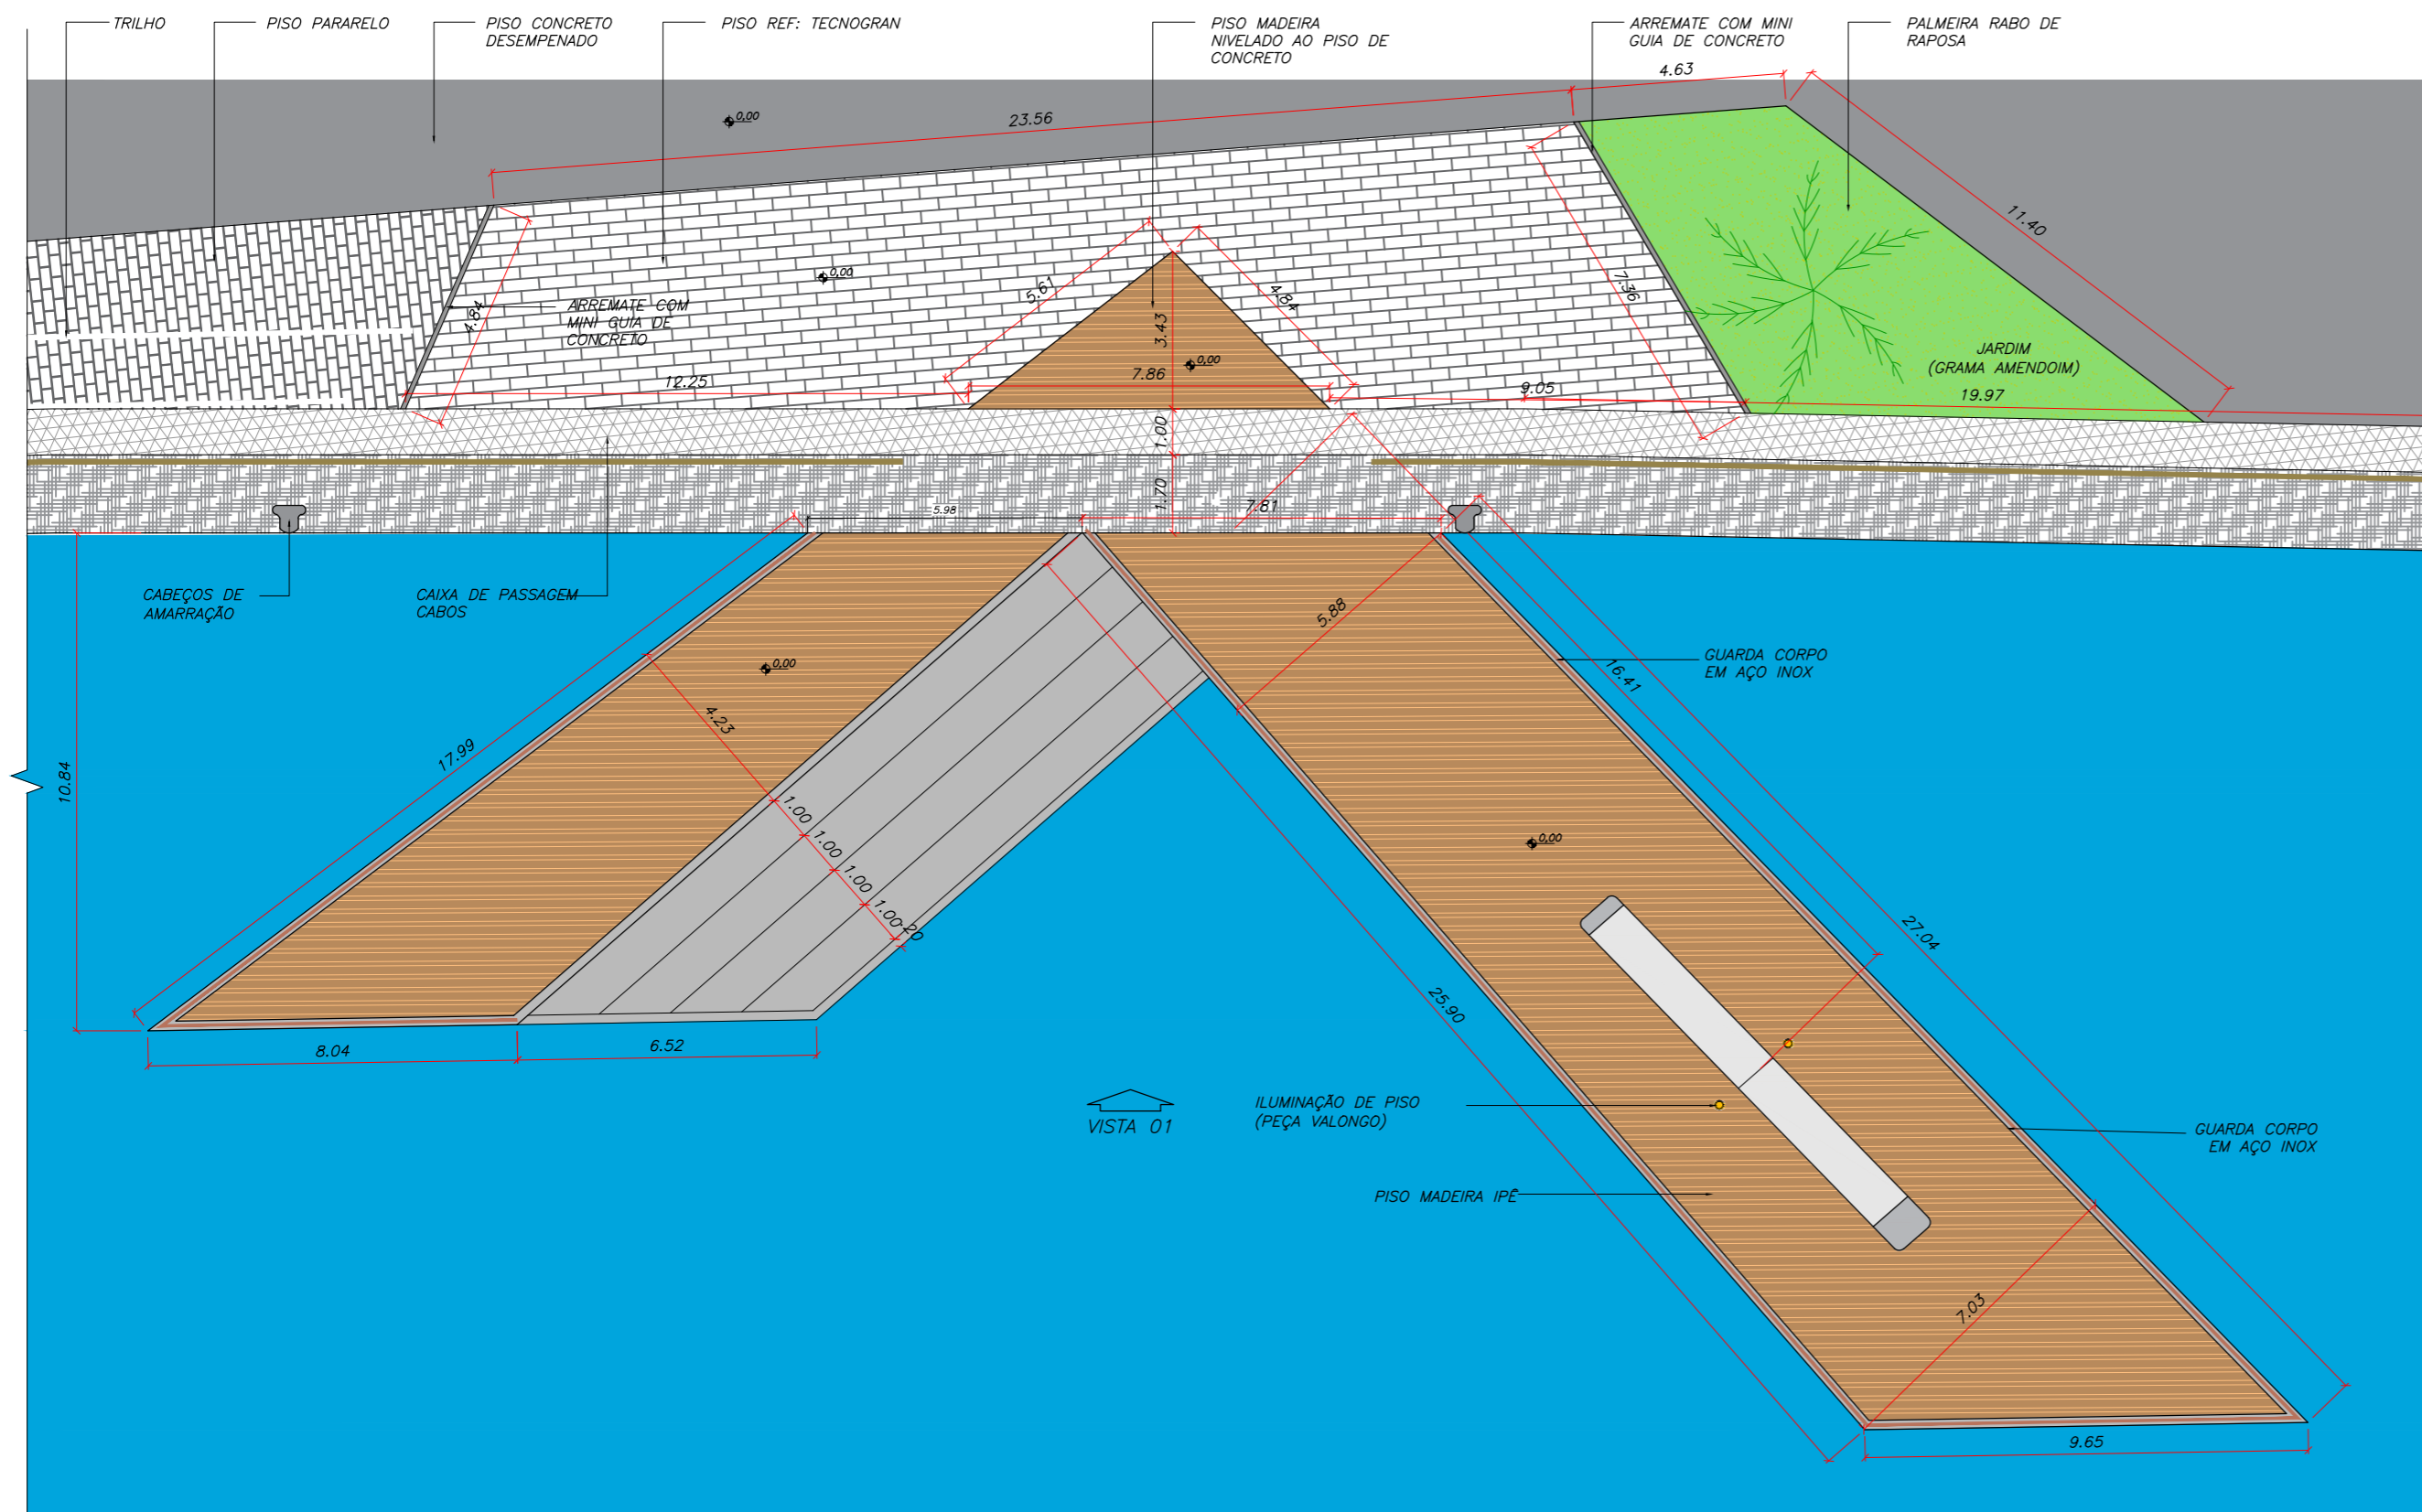 TRILHO
PISO PARARELO
PISO CONCRETO
DESEMPENADO
PISO REF: TECNOGRAN
PISO MADEIRA
NIVELADO AO PISO DE
CONCRETO
ARREMATE COM MINI
GUIA DE CONCRETO
PALMEIRA RABO DE
RAPOSA
4.63
23.56
0,00
11.40
0,00
ARREMATE COM
MINI GUIA DE
CONCRETO
4.84
5.61
4.84
3.43
7.36
0,00
JARDIM
(GRAMA AMENDOIM)
12.25
7.86
9.05
19.97
1.00
1.70
5.98
7.81
CABEÇOS DE
AMARRAÇÃO
CAIXA DE PASSAGEM
CABOS
5.88
GUARDA CORPO
EM AÇO INOX
16.41
0,00
4.23
17.99
10.84
1.00
1.00
1.00
1.00
.20
0,00
27.04
25.90
8.04
6.52
VISTA 01
ILUMINAÇÃO DE PISO
(PEÇA VALONGO)
GUARDA CORPO
EM AÇO INOX
PISO MADEIRA IPÊ
7.03
9.65